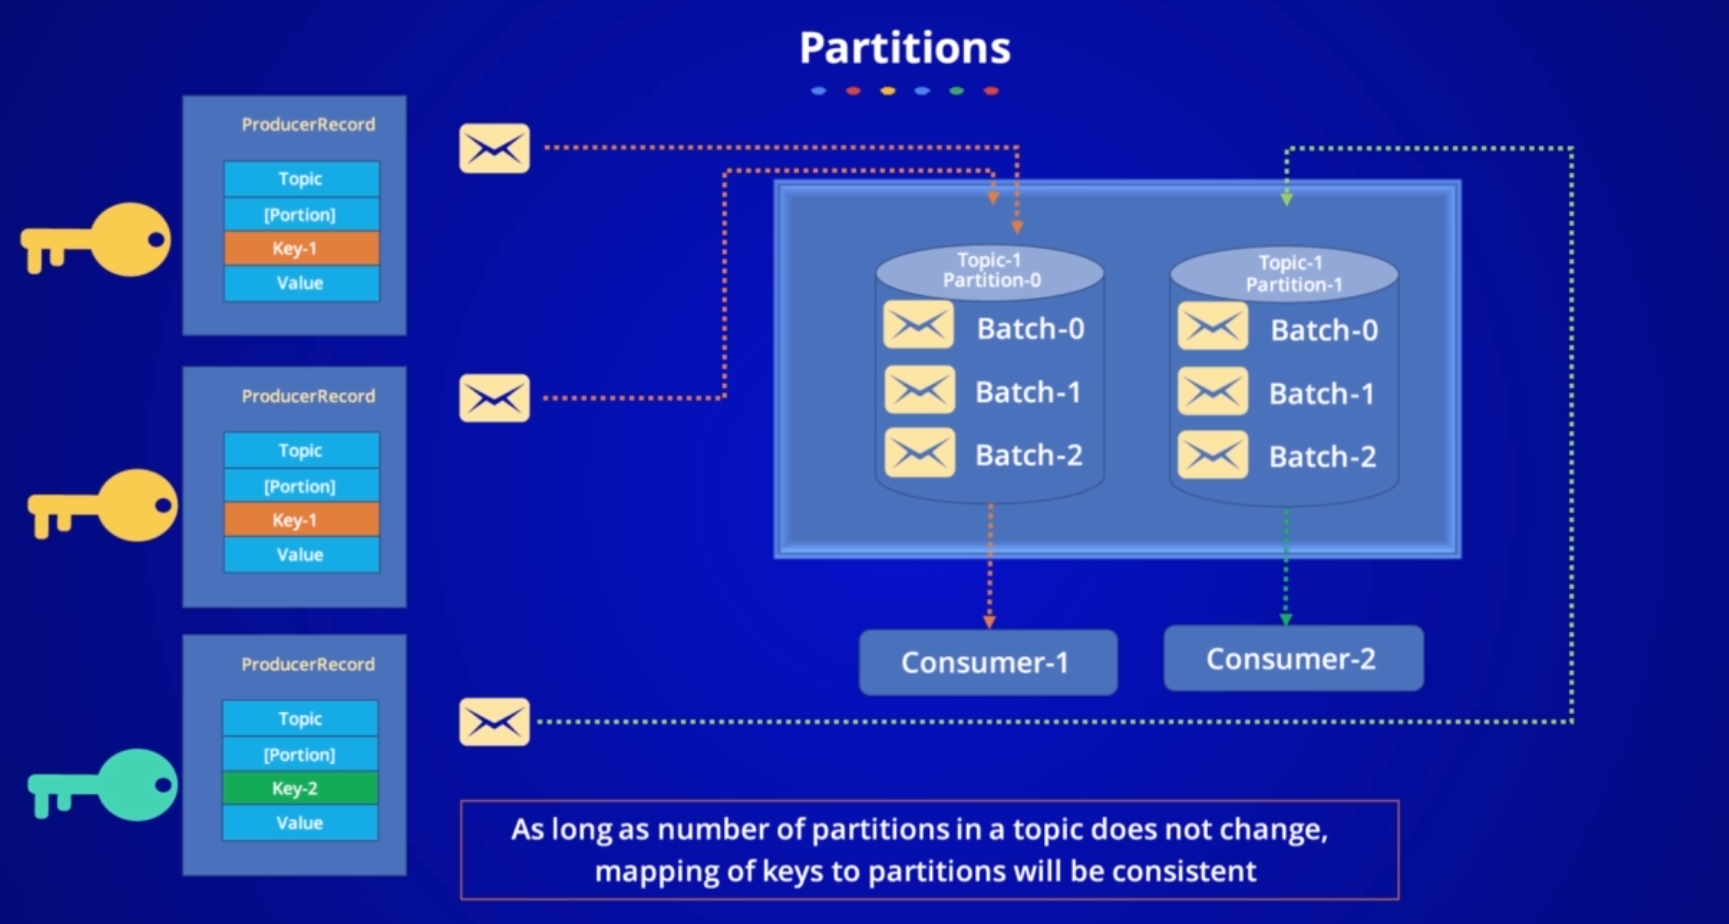 Partitions
ProducerRecord
Topic
[Portion]
Key-1
Value
ProducerRecord
Topic
[Portion]
Key-1
Value
ProducerRecord
Topic
[Portion]
Key-2
Value
Topic-1
Partition-0
Batch-0
Batch-1
Batch-2
Topic-1
Partition-1
Batch-0
Batch-1
Batch-2
Consumer-1
Consumer-2
As long as number of partitions in a topic does not change,
mapping of keys to partitions will be consistent